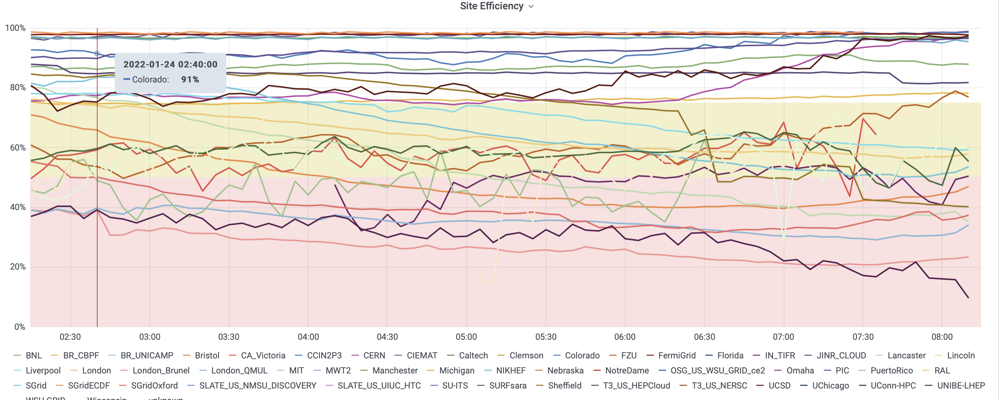 Site Efficiency
100%
2022-01-24 02:40:00
Colorado: 91%
80%
60%
40%
20%
0%
02:30 03:00 03:30 04:00 04:30 05:00 05:30 06:00 06:30 07:00 07:30 08:00
BNL BR_CBPF BR_UNICAMP Bristol CA_Victoria CCIN2P3 CERN CIEMAT Caltech Clemson Colorado FZU FermiGrid Florida IN_TIFR JINR_CLOUD Lancaster Lincoln
Liverpool London London_Brunel London_QMUL MIT MWT2 Manchester Michigan NIKHEF Nebraska NotreDame OSG_US_WSU_GRID_ce2 Omaha PIC PuertoRico RAL
SGrid SGridECDF SGridOxford SLATE_US_NMSU_DISCOVERY SLATE_US_UIUC_HTC SU-ITS SURFsara Sheffield T3_US_HEPCloud T3_US_NERSC UCSD UChicago UConn-HPC UNIBE-LHEP
WSU-GRID Wisconsin unknown